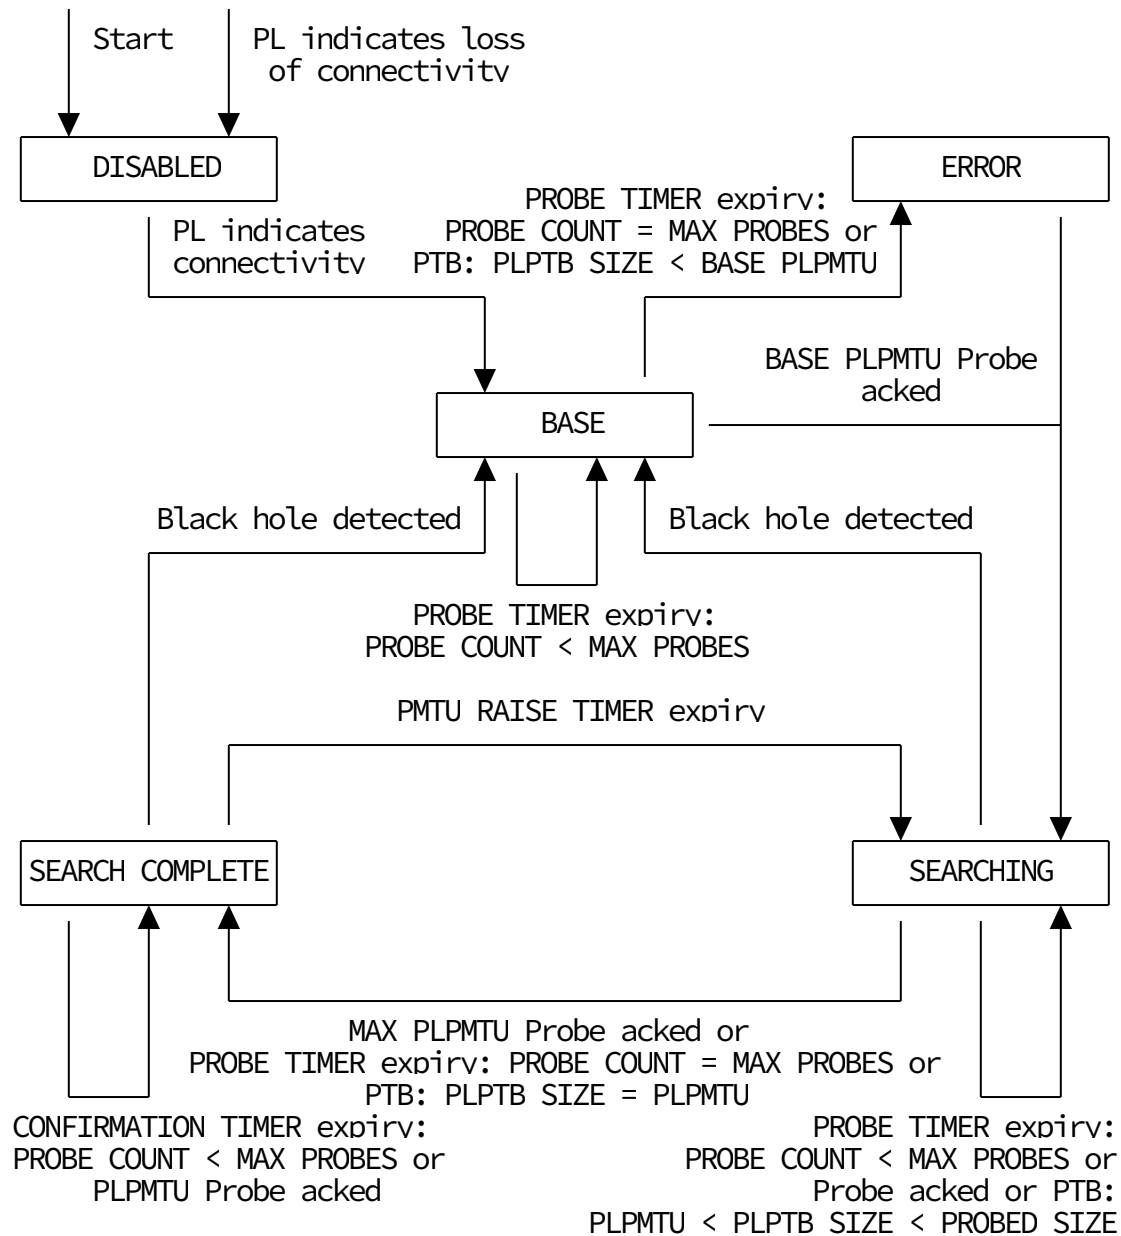 Start
PL indicates loss
of connectivity
DISABLED
ERROR
PROBE TIMER expiry:
PROBE COUNT = MAX PROBES or
PTB: PLPTB SIZE < BASE PLPMTU
PL indicates
connectivity
BASE PLPMTU Probe
acked
BASE
Black hole detected
Black hole detected
PROBE TIMER expiry:
PROBE COUNT < MAX PROBES
PMTU RAISE TIMER expiry
SEARCH COMPLETE
SEARCHING
MAX PLPMTU Probe acked or
PROBE TIMER expiry: PROBE COUNT = MAX PROBES or
PTB: PLPTB SIZE = PLPMTU
CONFIRMATION TIMER expiry:
PROBE COUNT < MAX PROBES or
PLPMTU Probe acked
PROBE TIMER expiry:
PROBE COUNT < MAX PROBES or
Probe acked or PTB:
PLPMTU < PLPTB SIZE < PROBED SIZE